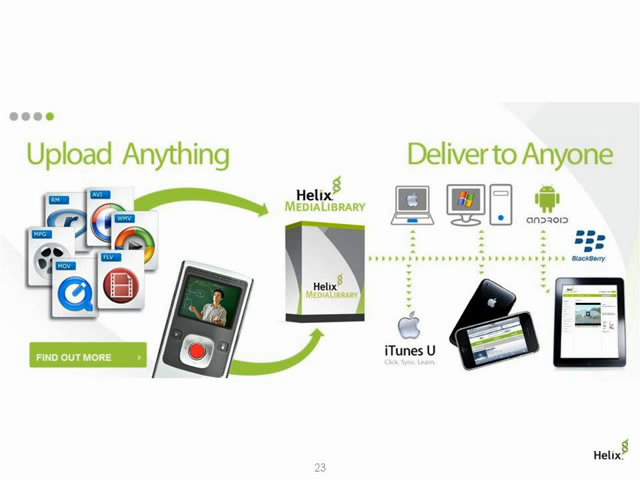 Upload Anything
Deliver to Anyone
RM
AVI
WMV
MPG
MOV
FLV
Helix
MEDIALIBRARY
Helix
MEDIALIBRARY
ANDROID
BlackBerry
iTunes U
Click. Sync. Learn.
FIND OUT MORE >
Helix
23